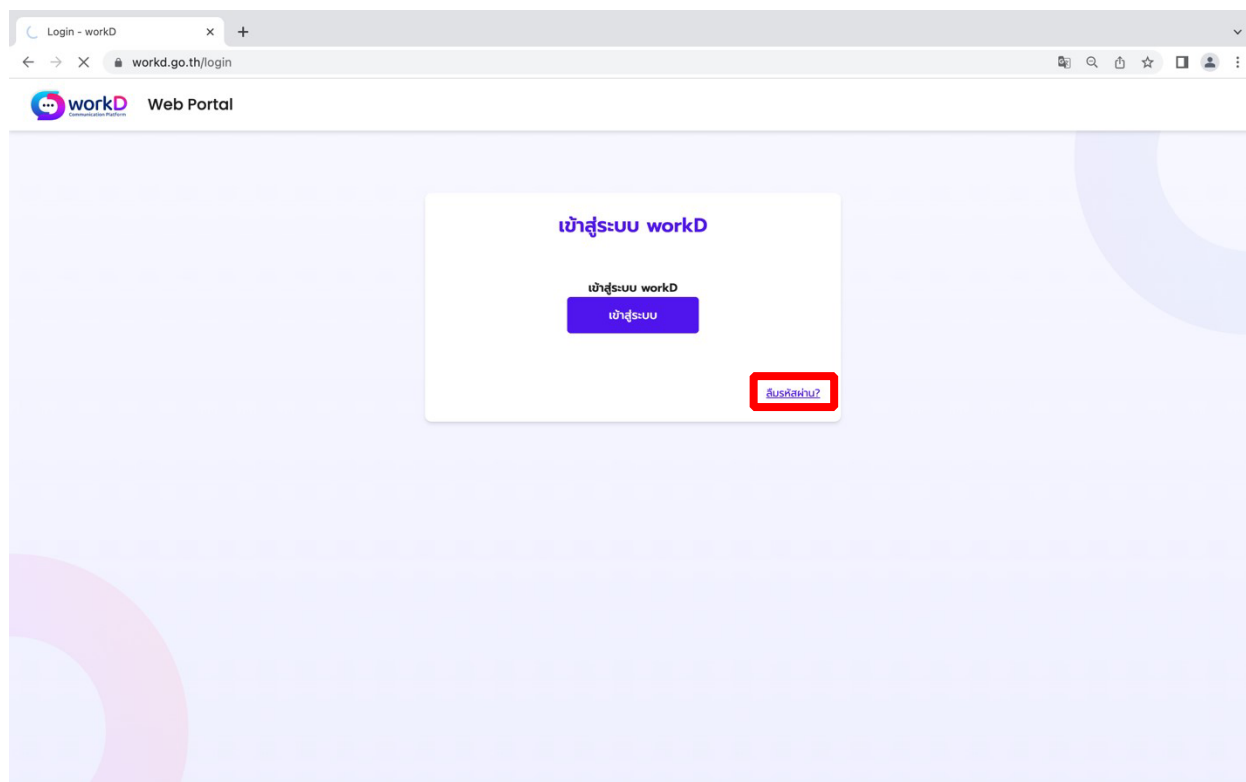 Login - workD
workd.go.th/login
workD
Communication Platform
Web Portal
เข้าสู่ระบบ workD
เข้าสู่ระบบ workD
เข้าสู่ระบบ
ลืมรหัสผ่าน?